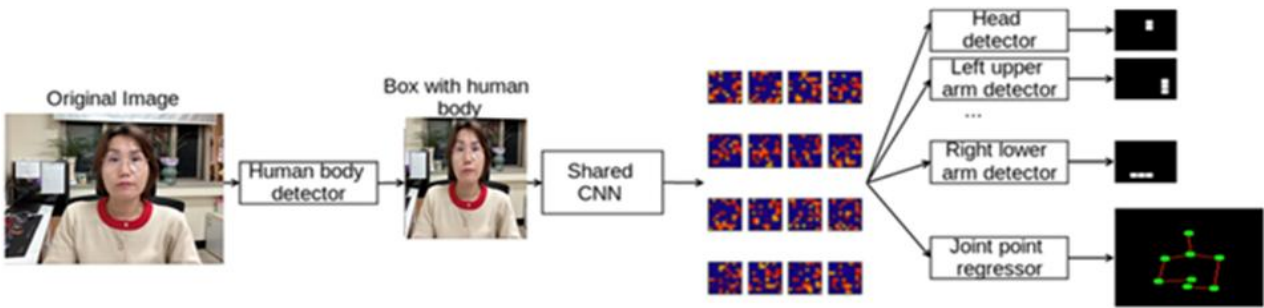 Original Image
Human body
detector
Box with human
body
Shared
CNN
Head
detector
Left upper
arm detector
...
Right lower
arm detector
Joint point
regressor